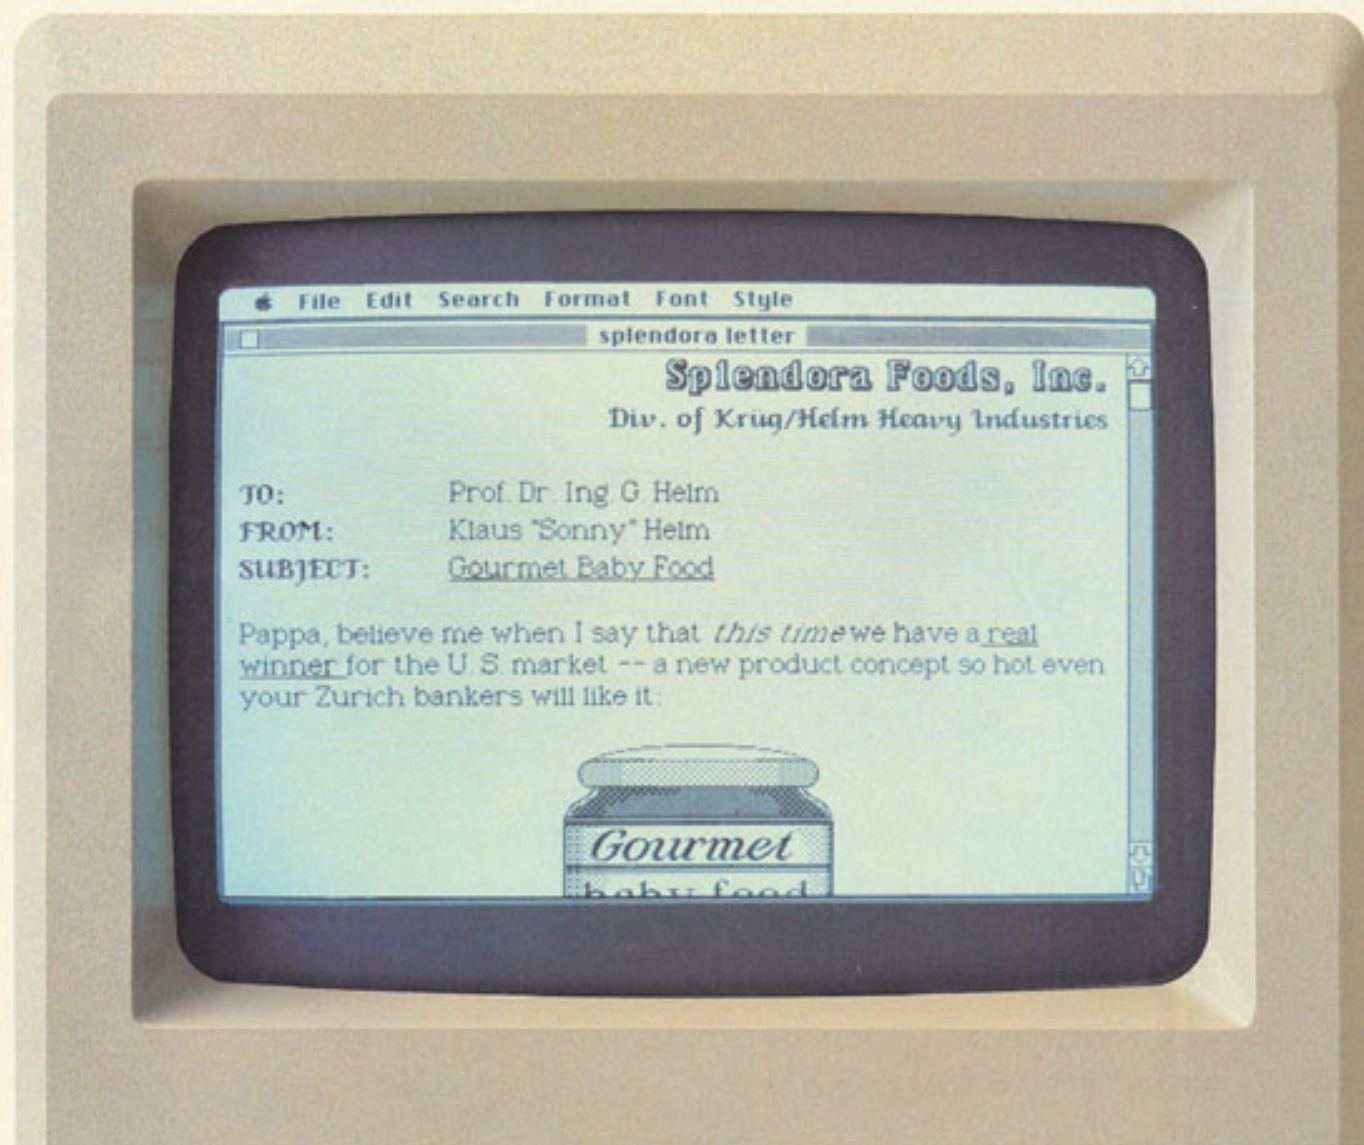 File Edit Search Format Font Style
splendora letter
Splendora Foods, Inc.
Div. of Krüg/Helm Heavy Industries
TO: Prof. Dr. Ing. G. Helm
FROM: Klaus "Sonny" Helm
SUBJECT: Gourmet Baby Food
Pappa, believe me when I say that this time we have a real
winner for the U.S. market -- a new product concept so hot even
your Zurich bankers will like it:
Gourmet
baby food